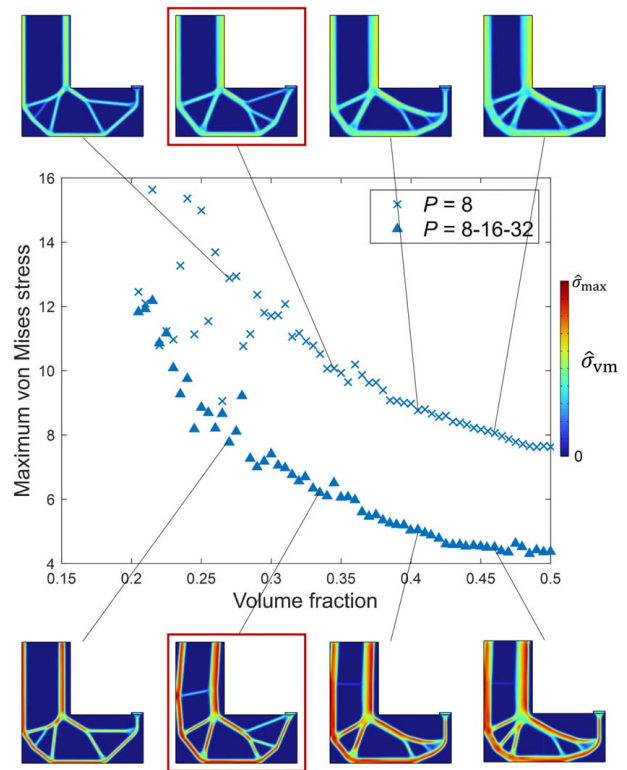 16
14
12
10
8
6
4
Maximum von Mises stress
P = 8
P = 8-16-32
σ̂max
σ̂vm
0
0.15
0.2
0.25
0.3
0.35
0.4
0.45
0.5
Volume fraction